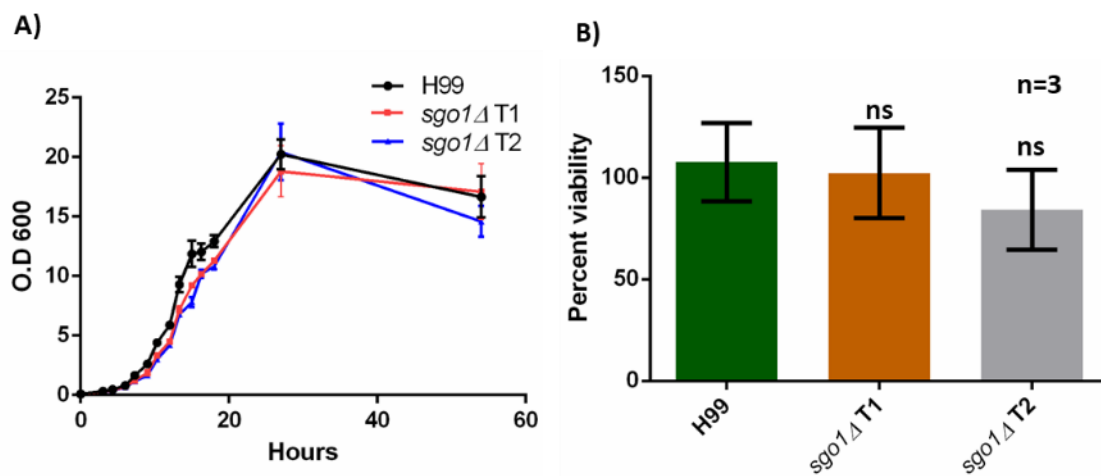 A)
H99
sgo1Δ T1
sgo1Δ T2
25
20
15
10
5
0
O.D 600
0 20 40 60
Hours
B)
n=3
ns
ns
150
100
50
0
Percent viability
H99
sgo1Δ T1
sgo1Δ T2